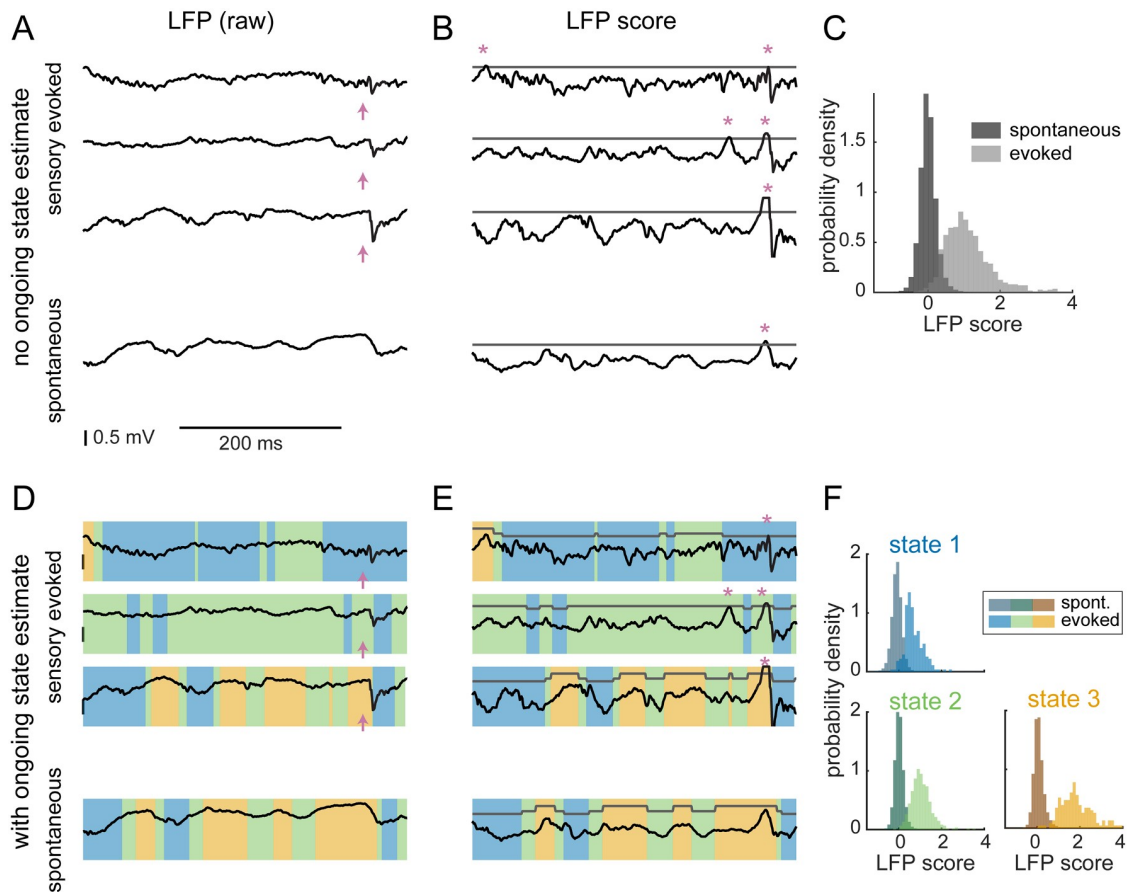 A
LFP (raw)
B
LFP score
C
no ongoing state estimate
sensory evoked
spontaneous
*
*
*
*
*
*
0.5 mV
200 ms
probability density
1.5
1
0.5
0
spontaneous
evoked
0
2
4
LFP score
D
E
F
with ongoing state estimate
sensory evoked
spontaneous
*
*
*
*
state 1
2
1
0
probability density
spont.
evoked
state 2
state 3
2
1
0
probability density
0
2
4
0
2
4
LFP score
LFP score